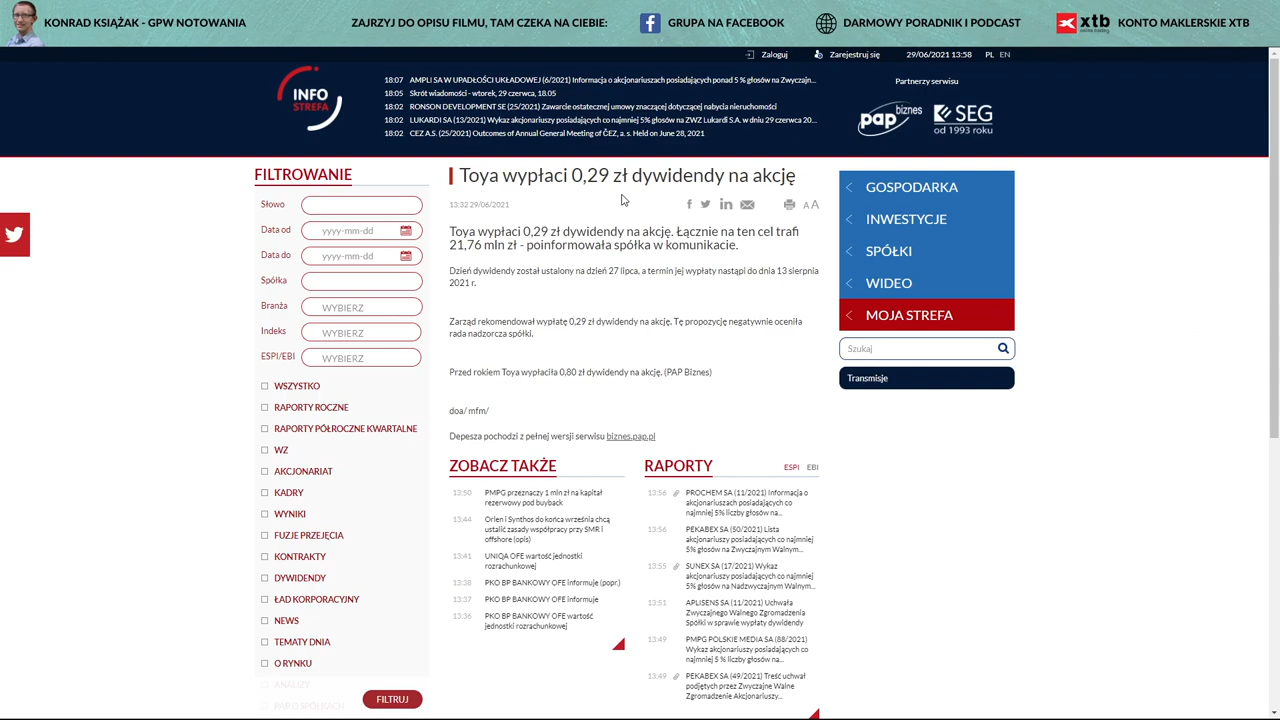 KONRAD KSIĄŻAK - GPW NOTOWANIA
ZAJRZYJ DO OPISU FILMU, TAM CZEKA NA CIEBIE:
GRUPA NA FACEBOOK
DARMOWY PORADNIK I PODCAST
xtb
online trading
KONTO MAKLERSKIE XTB
Zaloguj
Zarejestruj się
29/06/2021 13:58
PL EN
INFO
STREFA
18:07 AMPLI SA W UPADŁOŚCI UKŁADOWEJ (6/2021) Informacja o akcjonariuszach posiadających ponad 5 % głosów na Zwyczajn...
18:05 Skrót wiadomości - wtorek, 29 czerwca, 18.05
18:02 RONSON DEVELOPMENT SE (25/2021) Zawarcie ostatecznej umowy znaczącej dotyczącej nabycia nieruchomości
18:02 LUKARDI SA (13/2021) Wykaz akcjonariuszy posiadających co najmniej 5% głosów na ZWZ Lukardi S.A. w dniu 29 czerwca 20...
18:02 CEZ A.S. (25/2021) Outcomes of Annual General Meeting of ČEZ, a. s. Held on June 28, 2021
Partnerzy serwisu
pap biznes
SEG
od 1993 roku
FILTROWANIE
Słowo
Data od yyyy-mm-dd
Data do yyyy-mm-dd
Spółka
Branża WYBIERZ
Indeks WYBIERZ
ESPI/EBI WYBIERZ
WSZYSTKO
RAPORTY ROCZNE
RAPORTY PÓŁROCZNE KWARTALNE
WZ
AKCJONARIAT
KADRY
WYNIKI
FUZJE PRZEJĘCIA
KONTRAKTY
DYWIDENDY
ŁAD KORPORACYJNY
NEWS
TEMATY DNIA
O RYNKU
ANALIZY
PAP O SPÓŁKACH
FILTRUJ
Toya wypłaci 0,29 zł dywidendy na akcję
13:32 29/06/2021
A A
Toya wypłaci 0,29 zł dywidendy na akcję. Łącznie na ten cel trafi
21,76 mln zł - poinformowała spółka w komunikacie.
Dzień dywidendy został ustalony na dzień 27 lipca, a termin jej wypłaty nastąpi do dnia 13 sierpnia
2021 r.
Zarząd rekomendował wypłatę 0,29 zł dywidendy na akcję. Tę propozycję negatywnie oceniła
rada nadzorcza spółki.
Przed rokiem Toya wypłaciła 0,80 zł dywidendy na akcję. (PAP Biznes)
doa/ mfm/
Depesza pochodzi z pełnej wersji serwisu biznes.pap.pl
ZOBACZ TAKŻE
13:50 PMPG przeznaczy 1 mln zł na kapitał
rezerwowy pod buyback
13:44 Orlen i Synthos do końca września chcą
ustalić zasady współpracy przy SMR i
offshore (opis)
13:41 UNIQA OFE wartość jednostki
rozrachunkowej
13:38 PKO BP BANKOWY OFE informuje (popr.)
13:37 PKO BP BANKOWY OFE informuje
13:36 PKO BP BANKOWY OFE wartość
jednostki rozrachunkowej
RAPORTY
ESPI EBI
13:56 PROCHEM SA (11/2021) Informacja o
akcjonariuszach posiadających co
najmniej 5% liczby głosów na...
13:56 PEKABEX SA (50/2021) Lista
akcjonariuszy posiadających co najmniej
5% głosów na Zwyczajnym Walnym...
13:55 SUNEX SA (17/2021) Wykaz
akcjonariuszy posiadających co najmniej
5% głosów na Nadzwyczajnym Walnym...
13:51 APLISENS SA (11/2021) Uchwała
Zwyczajnego Walnego Zgromadzenia
Spółki w sprawie wypłaty dywidendy
13:49 PMPG POLSKIE MEDIA SA (88/2021)
Wykaz akcjonariuszy posiadających co
najmniej 5 % liczby głosów na...
13:49 PEKABEX SA (49/2021) Treść uchwał
podjętych przez Zwyczajne Walne
Zgromadzenie Akcjonariuszy...
GOSPODARKA
INWESTYCJE
SPÓŁKI
WIDEO
MOJA STREFA
Szukaj
Transmisje